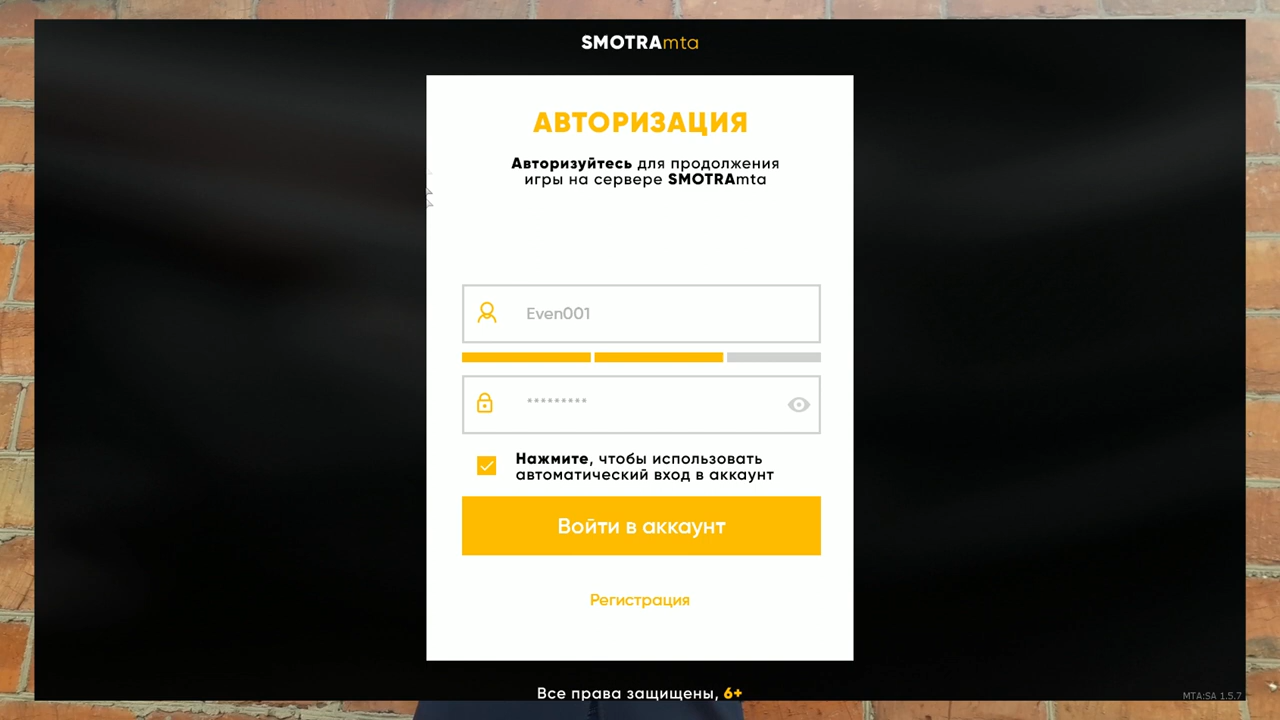 SMOTRAmta
АВТОРИЗАЦИЯ
Авторизуйтесь для продолжения
игры на сервере SMOTRAmta
Even001
•••••••••
Нажмите, чтобы использовать
автоматический вход в аккаунт
Войти в аккаунт
Регистрация
Все права защищены, 6+
MTA:SA 1.5.7